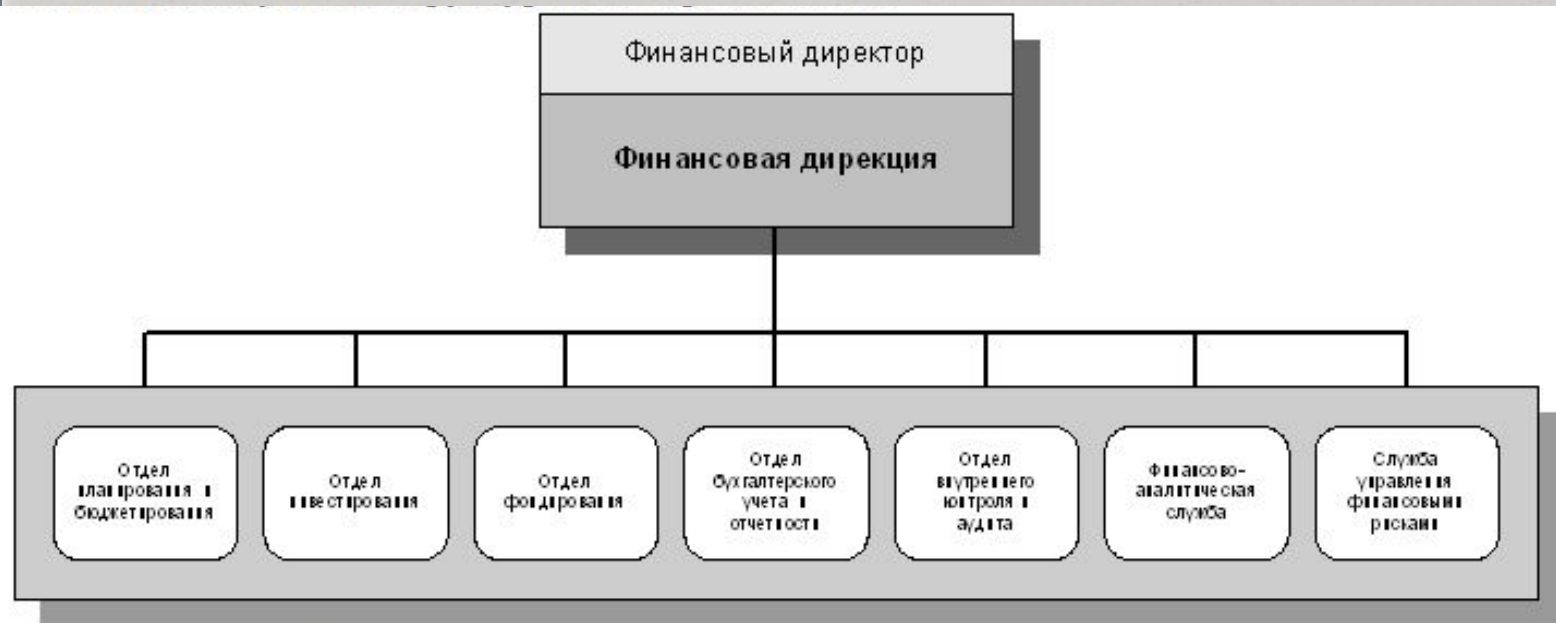 Финансовый директор
Финансовая дирекция
Отдел
планирования и
бюджетирования
Отдел
инвестирования
Отдел
фондирования
Отдел
бухгалтерского
учета и
отчетности
Отдел
внутреннего
контроля и
аудита
Финансово-
аналитическая
служба
Служба
управления
финансовыми
рисками